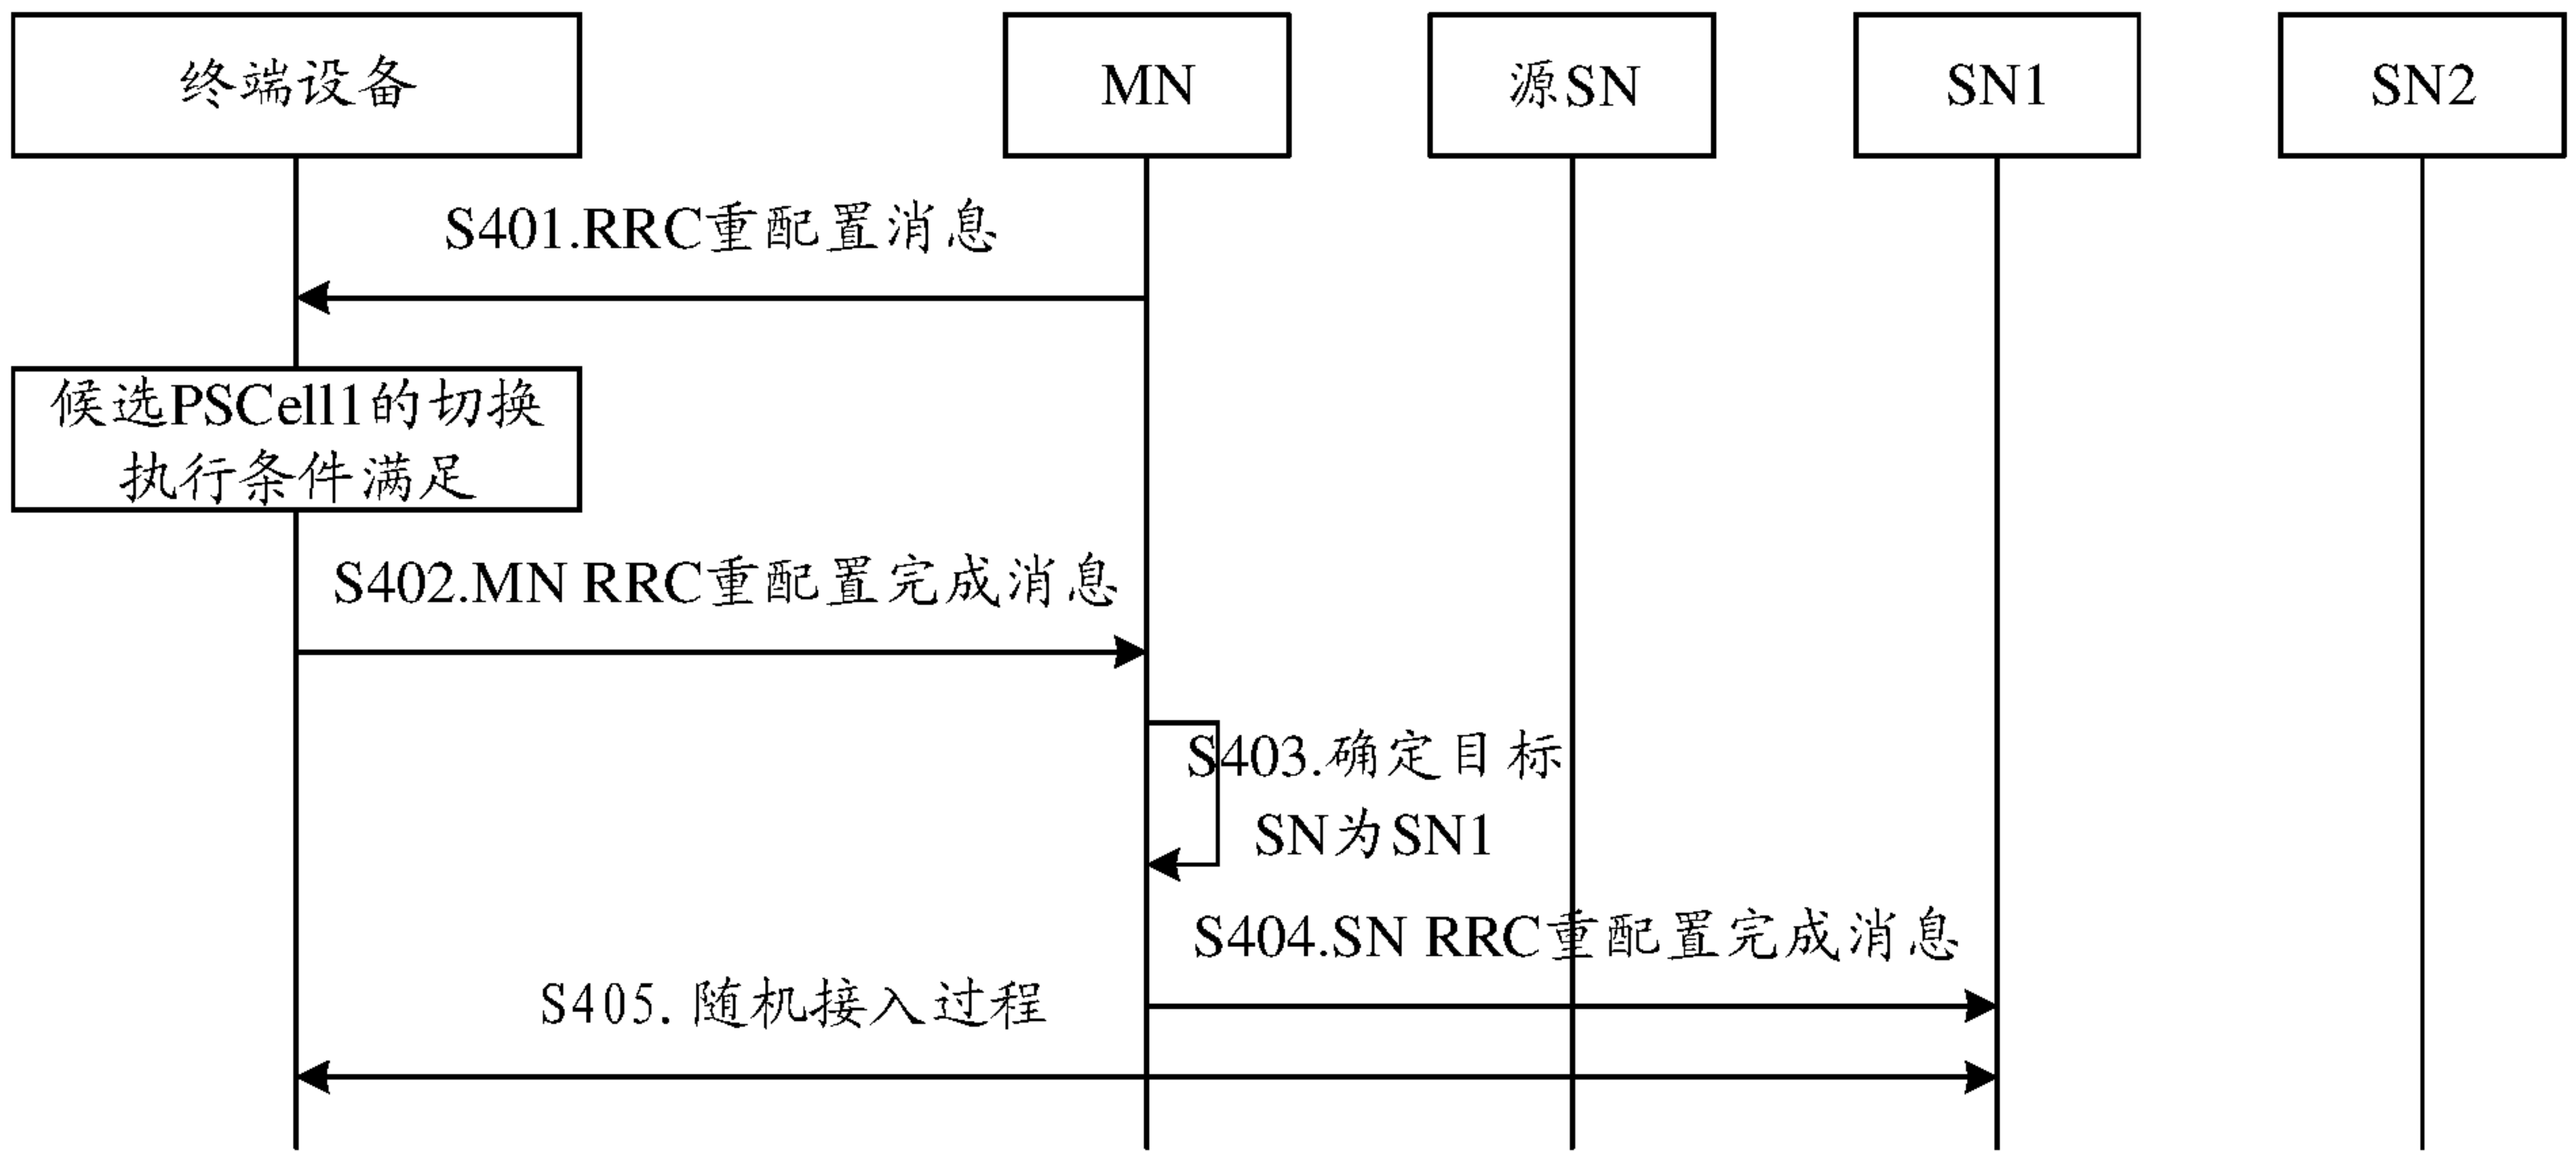 终端设备
MN
源SN
SN1
SN2
S401.RRC重配置消息
候选PSCell1的切换
执行条件满足
S402.MN RRC重配置完成消息
S403.确定目标
SN为SN1
S404.SN RRC重配置完成消息
S405. 随机接入过程